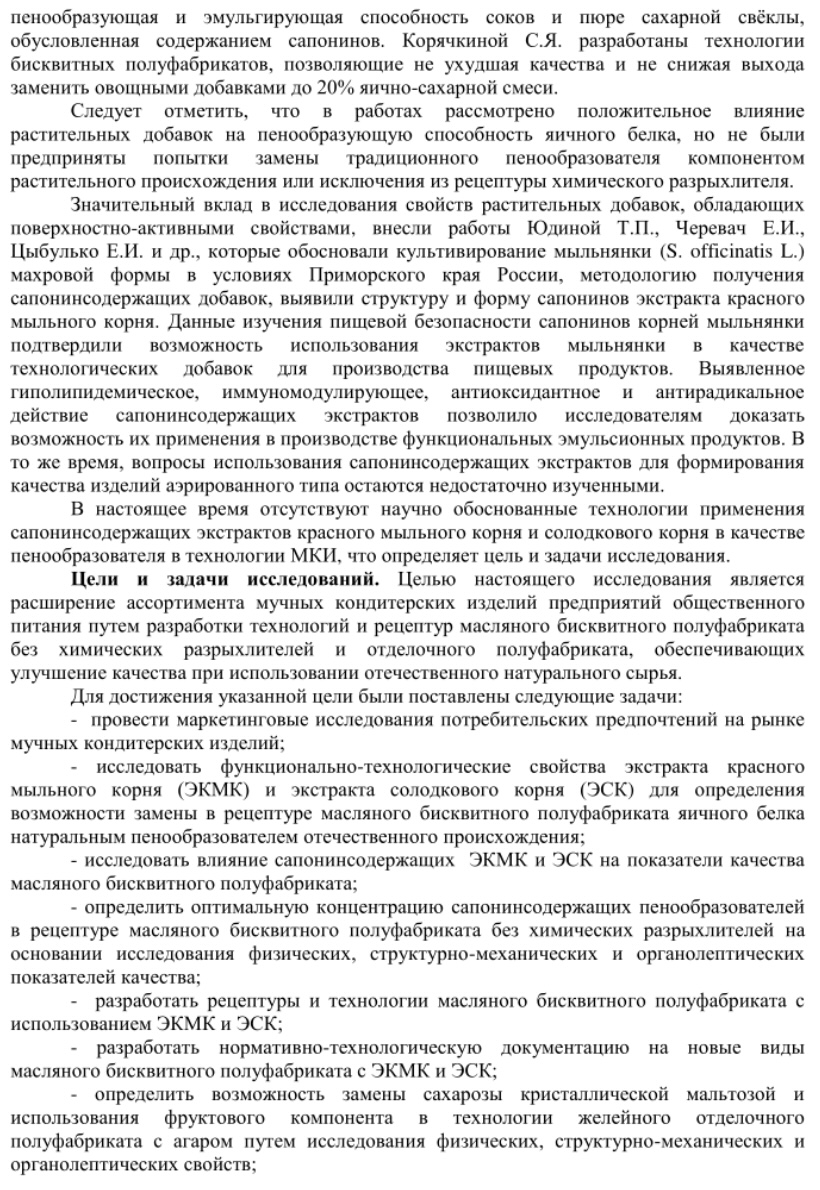 пенообразующая и эмульгирующая способность соков и пюре сахарной свёклы,
обусловленная содержанием сапонинов. Корячкиной С.Я. разработаны технологии
бисквитных полуфабрикатов, позволяющие не ухудшая качества и не снижая выхода
заменить овощными добавками до 20% яично-сахарной смеси.
Следует отметить, что в работах рассмотрено положительное влияние
растительных добавок на пенообразующую способность яичного белка, но не были
предприняты попытки замены традиционного пенообразователя компонентом
растительного происхождения или исключения из рецептуры химического разрыхлителя.
Значительный вклад в исследования свойств растительных добавок, обладающих
поверхностно-активными свойствами, внесли работы Юдиной Т.П., Черевач Е.И.,
Цыбулько Е.И. и др., которые обосновали культивирование мыльнянки (S. officinatis L.)
махровой формы в условиях Приморского края России, методологию получения
сапонинсодержащих добавок, выявили структуру и форму сапонинов экстракта красного
мыльного корня. Данные изучения пищевой безопасности сапонинов корней мыльнянки
подтвердили возможность использования экстрактов мыльнянки в качестве
технологических добавок для производства пищевых продуктов. Выявленное
гиполипидемическое, иммуномодулирующее, антиоксидантное и антирадикальное
действие сапонинсодержащих экстрактов позволило исследователям доказать
возможность их применения в производстве функциональных эмульсионных продуктов. В
то же время, вопросы использования сапонинсодержащих экстрактов для формирования
качества изделий аэрированного типа остаются недостаточно изученными.
В настоящее время отсутствуют научно обоснованные технологии применения
сапонинсодержащих экстрактов красного мыльного корня и солодкового корня в качестве
пенообразователя в технологии МКИ, что определяет цель и задачи исследования.
Цели и задачи исследований. Целью настоящего исследования является
расширение ассортимента мучных кондитерских изделий предприятий общественного
питания путем разработки технологий и рецептур масляного бисквитного полуфабриката
без химических разрыхлителей и отделочного полуфабриката, обеспечивающих
улучшение качества при использовании отечественного натурального сырья.
Для достижения указанной цели были поставлены следующие задачи:
- провести маркетинговые исследования потребительских предпочтений на рынке
мучных кондитерских изделий;
- исследовать функционально-технологические свойства экстракта красного
мыльного корня (ЭКМК) и экстракта солодкового корня (ЭСК) для определения
возможности замены в рецептуре масляного бисквитного полуфабриката яичного белка
натуральным пенообразователем отечественного происхождения;
- исследовать влияние сапонинсодержащих ЭКМК и ЭСК на показатели качества
масляного бисквитного полуфабриката;
- определить оптимальную концентрацию сапонинсодержащих пенообразователей
в рецептуре масляного бисквитного полуфабриката без химических разрыхлителей на
основании исследования физических, структурно-механических и органолептических
показателей качества;
- разработать рецептуры и технологии масляного бисквитного полуфабриката с
использованием ЭКМК и ЭСК;
- разработать нормативно-технологическую документацию на новые виды
масляного бисквитного полуфабриката с ЭКМК и ЭСК;
- определить возможность замены сахарозы кристаллической мальтозой и
использования фруктового компонента в технологии желейного отделочного
полуфабриката с агаром путем исследования физических, структурно-механических и
органолептических свойств;